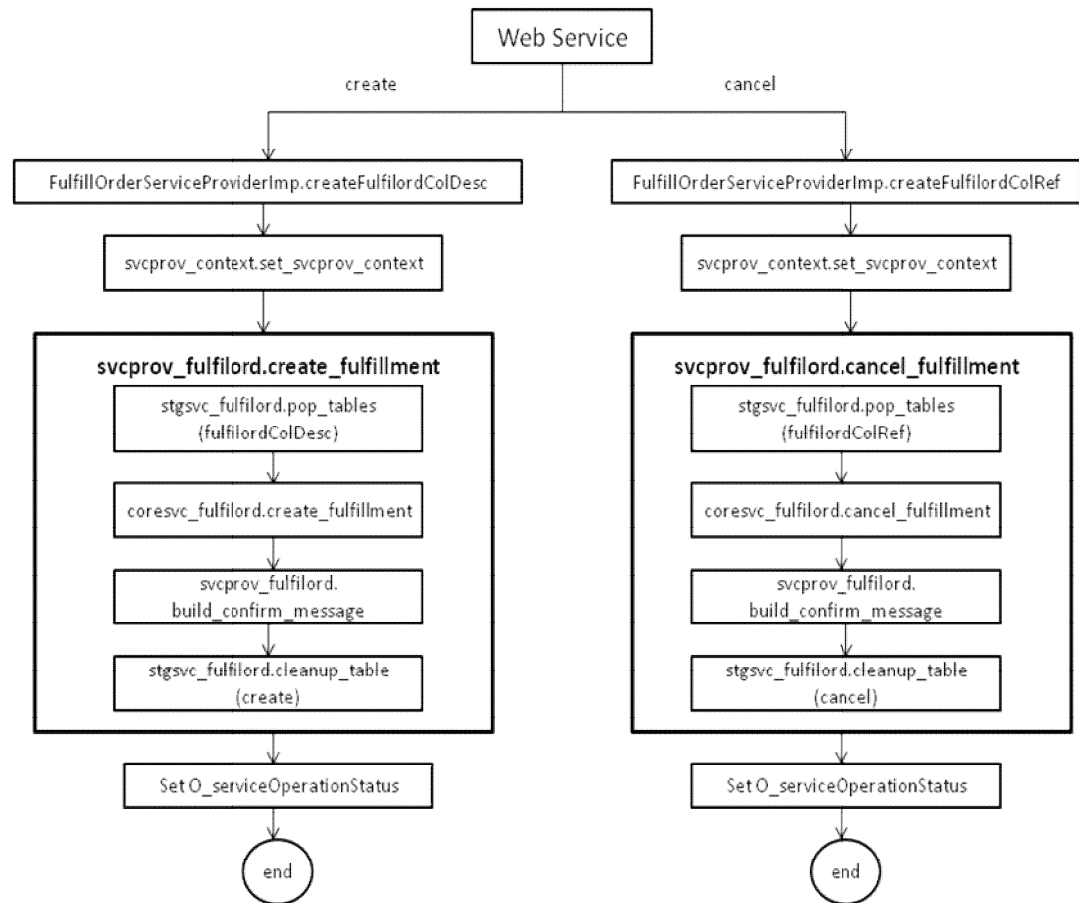 Web Service
create
cancel
FulfillOrderServiceProviderImp.createFulfilordColDesc
svcprov_context.set_svcprov_context
svcprov_fulfilord.create_fulfillment
stgsvc_fulfilord.pop_tables
(fulfilordColDesc)
coresvc_fulfilord.create_fulfillment
svcprov_fulfilord.
build_confirm_message
stgsvc_fulfilord.cleanup_table
(create)
Set O_serviceOperationStatus
end
FulfillOrderServiceProviderImp.createFulfilordColRef
svcprov_context.set_svcprov_context
svcprov_fulfilord.cancel_fulfillment
stgsvc_fulfilord.pop_tables
(fulfilordColRef)
coresvc_fulfilord.cancel_fulfillment
svcprov_fulfilord.
build_confirm_message
stgsvc_fulfilord.cleanup_table
(cancel)
Set O_serviceOperationStatus
end